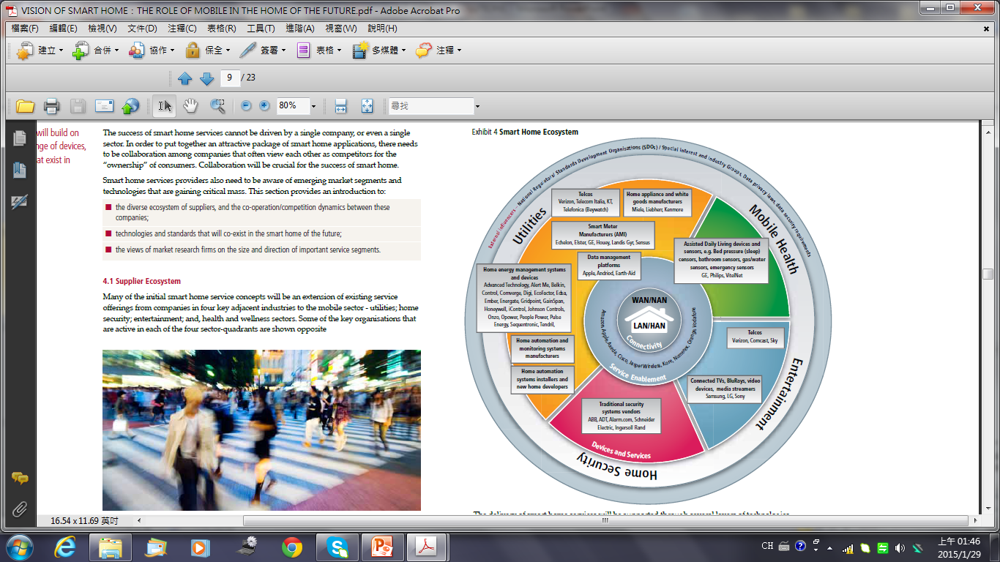 VISION OF SMART HOME : THE ROLE OF MOBILE IN THE HOME OF THE FUTURE.pdf - Adobe Acrobat Pro
檔案(F) 編輯(E) 檢視(V) 文件(D) 注釋(C) 表格(R) 工具(T) 進階(A) 視窗(W) 說明(H)
建立 合併 協作 保全 簽署 表格 多媒體 注釋
9 / 23
80% 尋找
will build on
nge of devices,
at exist in
The success of smart home services cannot be driven by a single company, or even a single
sector. In order to put together an attractive package of smart home applications, there needs
to be collaboration among companies that often view each other as competitors for the
“ownership” of consumers. Collaboration will be crucial for the success of smart home.
Smart home services providers also need to be aware of emerging market segments and
technologies that are gaining critical mass. This section provides an introduction to:
the diverse ecosystem of suppliers, and the co-operation/competition dynamics between these
companies;
technologies and standards that will co-exist in the smart home of the future;
the views of market research firms on the size and direction of important service segments.
4.1 Supplier Ecosystem
Many of the initial smart home service concepts will be an extension of existing service
offerings from companies in four key adjacent industries to the mobile sector - utilities; home
security; entertainment; and, health and wellness sectors. Some of the key organisations that
are active in each of the four sector-quadrants are shown opposite
Exhibit 4 Smart Home Ecosystem
External influencers – National Regulators/ Standards Development Organisations (SDOs) / Special interest and Industry Groups, Data privacy laws, data security requirements
Utilities
Mobile Health
Entertainment
Home Security
Telcos
Verizon, Telecom Italia, KT,
Telefonica (Beywatch)
Home appliance and white
goods manufacturers
Miele, Liebherr, Kenmore
Smart Meter
Manufacturers (AMI)
Echelon, Elster, GE, Houey, Landis Gyr, Sensus
Data management
platforms
Apple, Andriod, Earth-Aid
Assisted Daily Living devices and
sensors, e.g. Bed pressure (sleep)
censors, bathroom sensors, gas/water
sensors, emergency sensors
GE, Philips, VitelNet
Home energy management systems
and devices
Advanced Technology, Alert Me, Belkin,
Control, Comverge, Digi, EcoFactor, Edsa,
Ember, Energate, Gridpoint, GainSpan,
Honeywell, iControl, Johnson Controls,
Onzo, Opower, People Power, Pulse
Energy, Sequentronic, Tendril,
WAN/NAN
LAN/HAN
Connectivity
Amazon Apple, Axeda, Cisco, Jasper Wireless, Kore, Numerex, Orange, Vodafone
Service Enablement
Telcos
Verizon, Comcast, Sky
Home automation and
monitoring systems
manufacturers
Home automation
systems installers and
new home developers
Connected TVs, BluRays, video
devices, media streamers
Samsung, LG, Sony
Traditional security
systems vendors
ABB, ADT, Alarm.com, Schneider
Electric, Ingersoll Rand
Devices and Services
The delivery of smart home services will be supported through several layers of technologies
16.54 x 11.69 英吋
CH
上午 01:46
2015/1/29